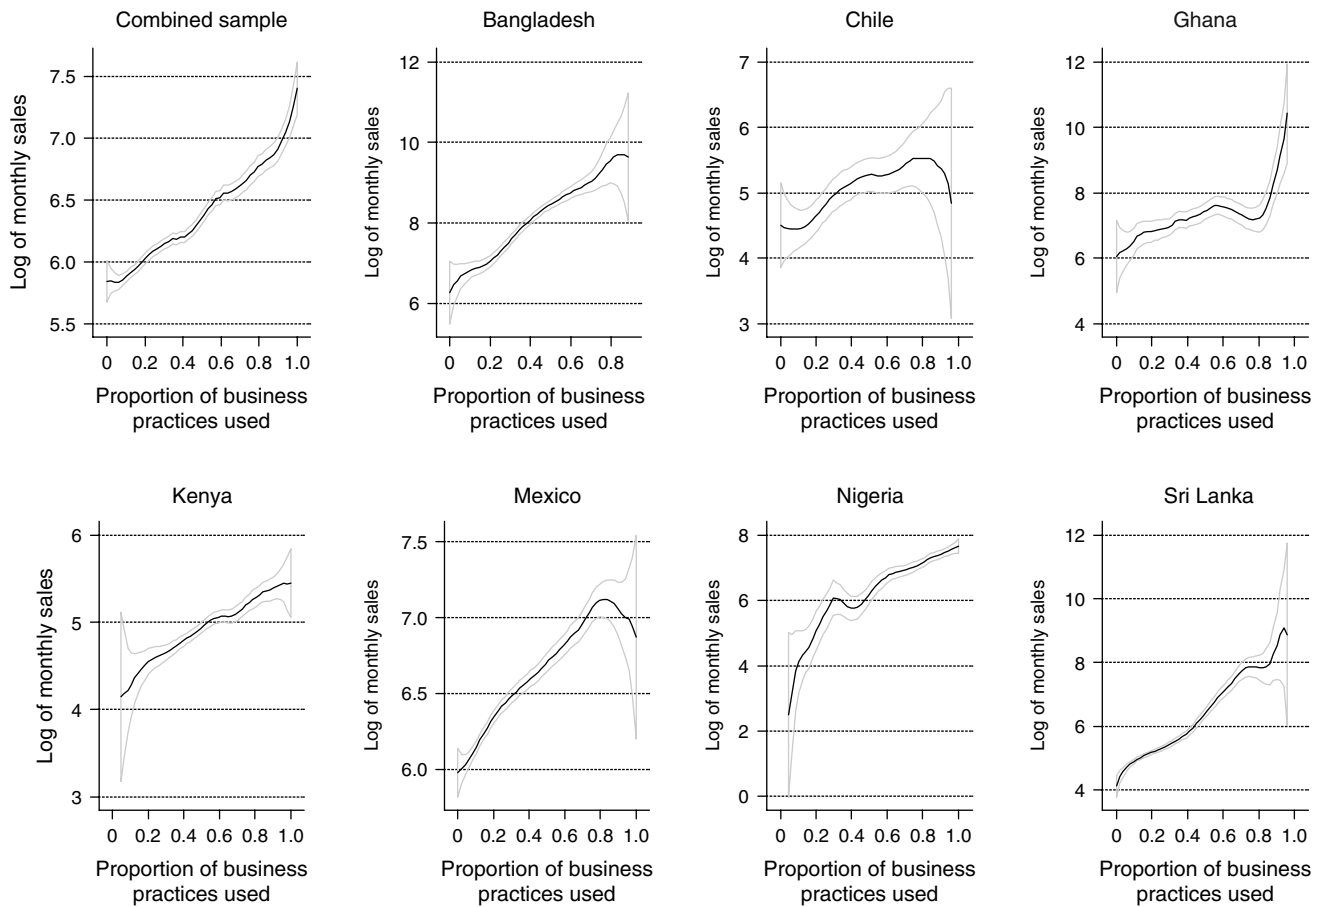 Combined sample
Bangladesh
Chile
Ghana
Log of monthly sales
7.5
7.0
6.5
6.0
5.5
0 0.2 0.4 0.6 0.8 1.0
Proportion of business
practices used
Log of monthly sales
12
10
8
6
0 0.2 0.4 0.6 0.8
Proportion of business
practices used
Log of monthly sales
7
6
5
4
3
0 0.2 0.4 0.6 0.8 1.0
Proportion of business
practices used
Log of monthly sales
12
10
8
6
4
0 0.2 0.4 0.6 0.8 1.0
Proportion of business
practices used
Kenya
Mexico
Nigeria
Sri Lanka
Log of monthly sales
6
5
4
3
0 0.2 0.4 0.6 0.8 1.0
Proportion of business
practices used
Log of monthly sales
7.5
7.0
6.5
6.0
0 0.2 0.4 0.6 0.8 1.0
Proportion of business
practices used
Log of monthly sales
8
6
4
2
0
0 0.2 0.4 0.6 0.8 1.0
Proportion of business
practices used
Log of monthly sales
12
10
8
6
4
0 0.2 0.4 0.6 0.8 1.0
Proportion of business
practices used